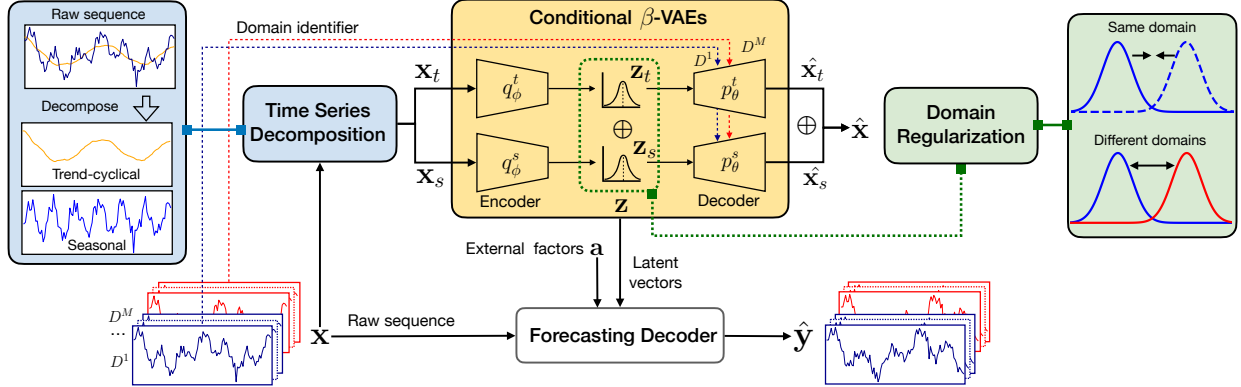 Raw sequence
Decompose
Trend-cyclical
Seasonal
Domain identifier
Time Series
Decomposition
Conditional β-VAEs
D^1
D^M
x_t
q_ϕ^t
z_t
p_θ^t
x̂_t
⊕
⊕
x̂
x_s
q_ϕ^s
z_s
p_θ^s
x̂_s
Encoder
z
Decoder
Domain
Regularization
Same domain
Different domains
External factors a
Latent
vectors
D^M
...
D^1
x
Raw sequence
Forecasting Decoder
ŷ